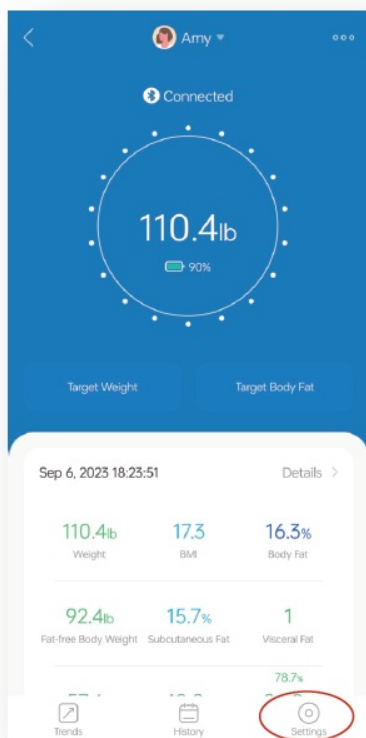 Amy
Connected
110.4lb
90%
Target Weight
Target Body Fat
Sep 6, 2023 18:23:51
Details
110.4lb
17.3
16.3%
Weight
BMI
Body Fat
92.4lb
15.7%
1
Fat-free Body Weight
Subcutaneous Fat
Visceral Fat
78.7%
Trends
History
Settings